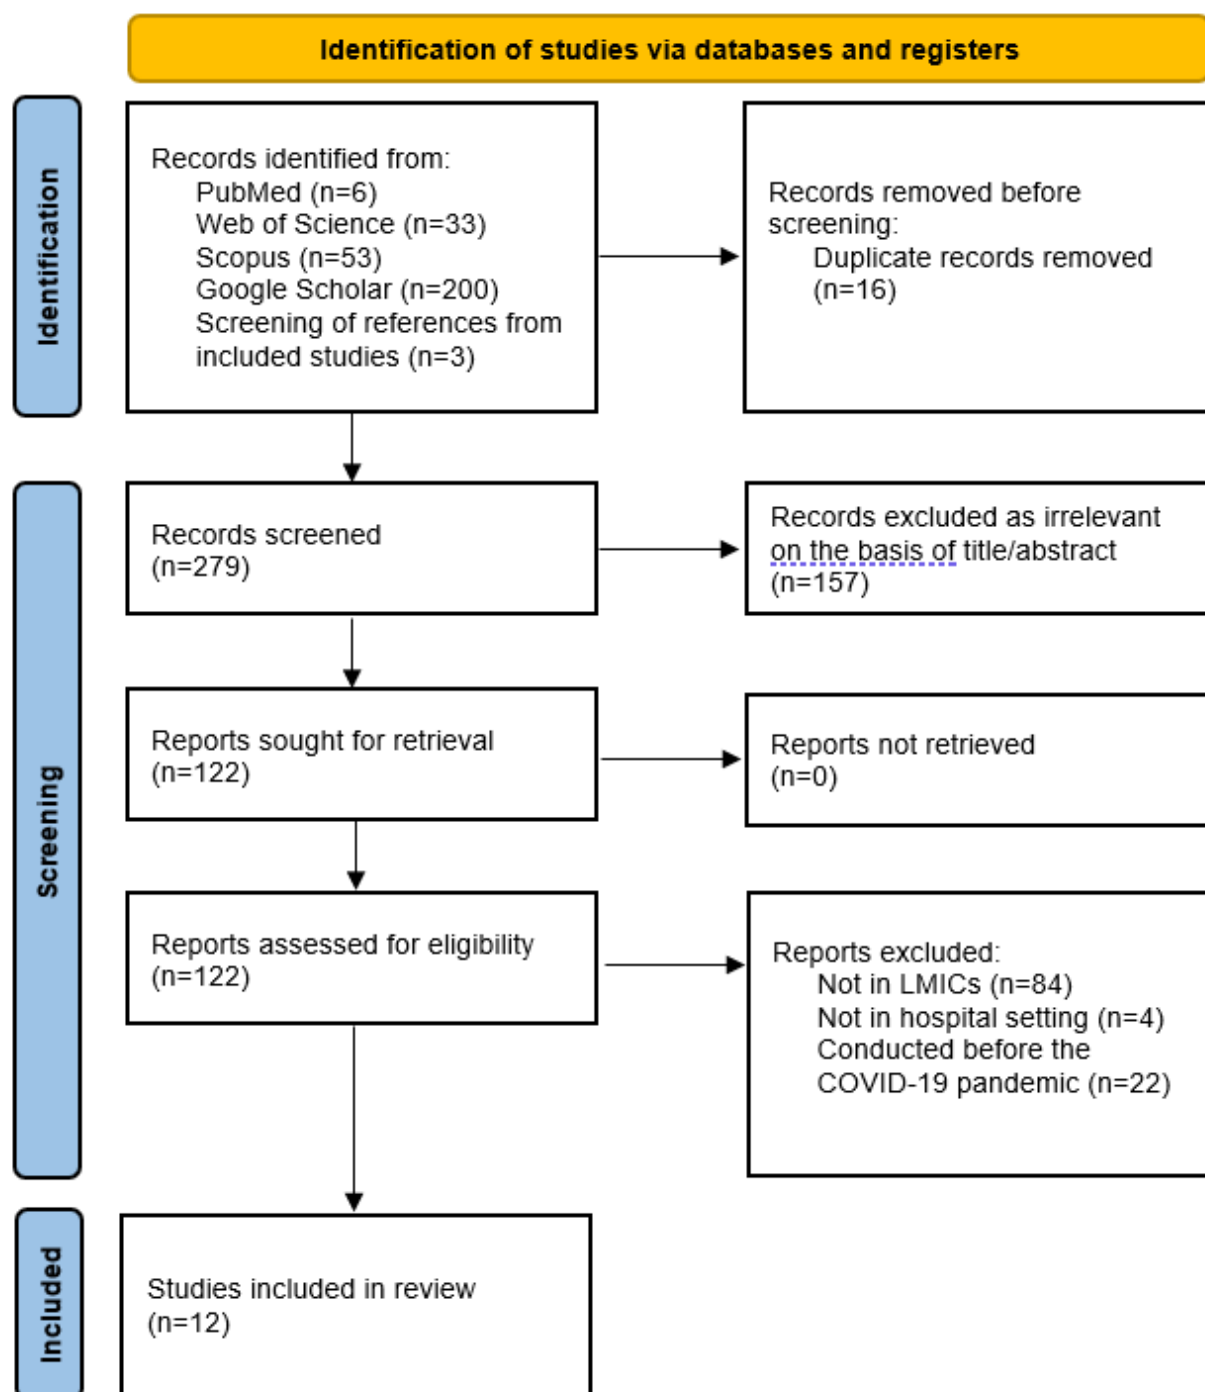 Identification of studies via databases and registers
Identification
Records identified from:
PubMed (n=6)
Web of Science (n=33)
Scopus (n=53)
Google Scholar (n=200)
Screening of references from
included studies (n=3)
Records removed before
screening:
Duplicate records removed
(n=16)
Screening
Records screened
(n=279)
Records excluded as irrelevant
on the basis of title/abstract
(n=157)
Reports sought for retrieval
(n=122)
Reports not retrieved
(n=0)
Reports assessed for eligibility
(n=122)
Reports excluded:
Not in LMICs (n=84)
Not in hospital setting (n=4)
Conducted before the
COVID-19 pandemic (n=22)
Included
Studies included in review
(n=12)